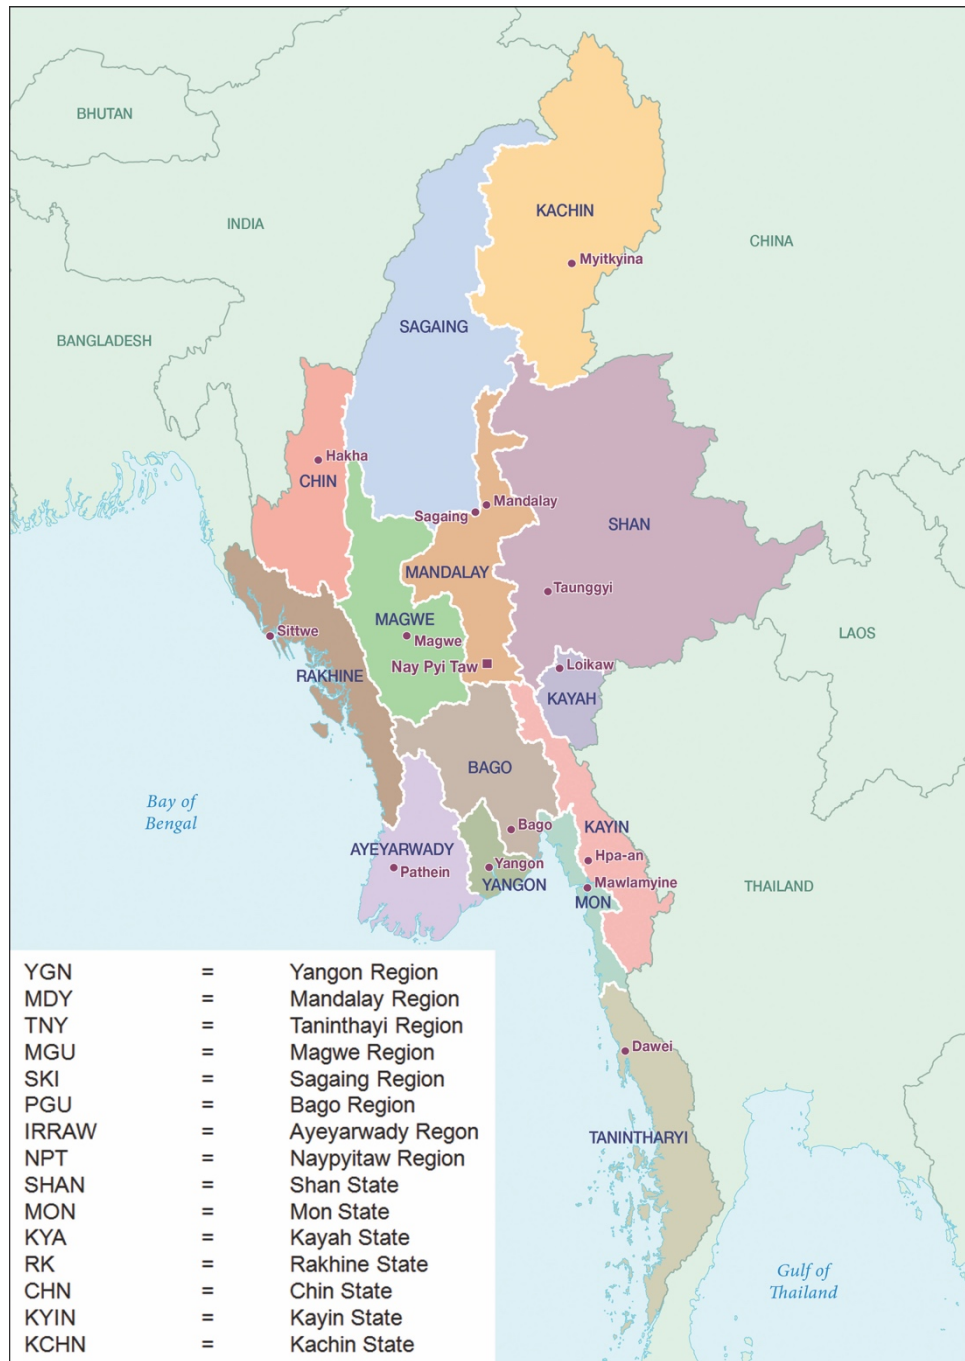 BHUTAN
KACHIN
INDIA
CHINA
Myitkyina
SAGAING
BANGLADESH
Hakha
CHIN
Mandalay
Sagaing
SHAN
MANDALAY
Taunggyi
MAGWE
Sittwe
Magwe
LAOS
Nay Pyi Taw
Loikaw
RAKHINE
KAYAH
BAGO
Bay of
Bengal
Bago
KAYIN
AYEYARWADY
Hpa-an
Yangon
Pathein
YANGON
Mawlamyine
THAILAND
MON
YGN = Yangon Region
MDY = Mandalay Region
TNY = Taninthayi Region
MGU = Magwe Region
SKI = Sagaing Region
PGU = Bago Region
IRRAW = Ayeyarwady Regon
NPT = Naypyitaw Region
SHAN = Shan State
MON = Mon State
KYA = Kayah State
RK = Rakhine State
CHN = Chin State
KYIN = Kayin State
KCHN = Kachin State
Dawei
TANINTHARYI
Gulf of
Thailand